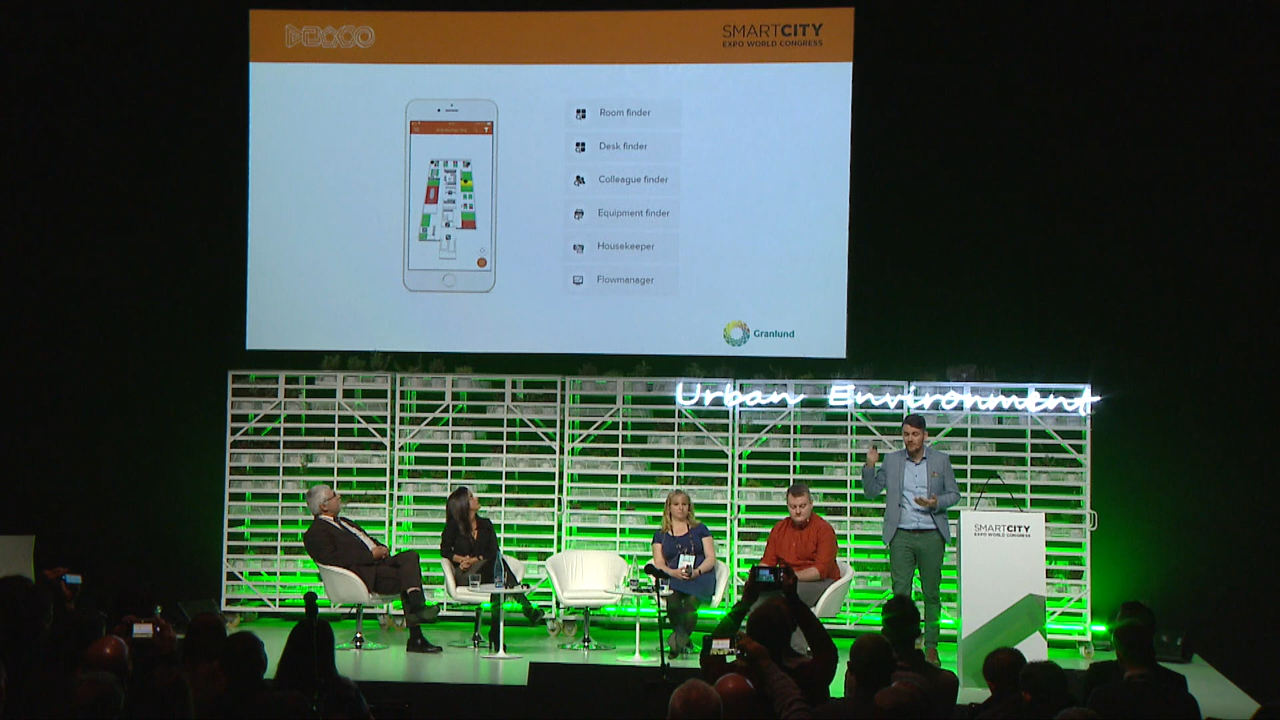 SMARTCITY
EXPO WORLD CONGRESS
Room finder
Desk finder
Colleague finder
Equipment finder
Housekeeper
Flowmanager
Granlund
Urban Environment
SMARTCITY
EXPO WORLD CONGRESS